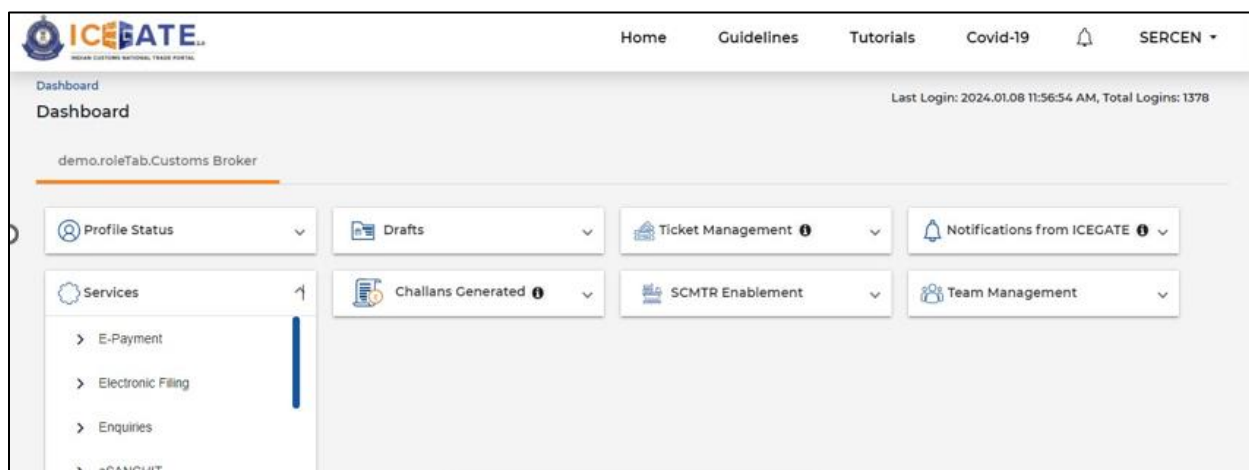 ICEGATE
INDIAN CUSTOMS NATIONAL TRADE PORTAL
Home Guidelines Tutorials Covid-19 SERCEN
Dashboard
Dashboard
Last Login: 2024.01.08 11:56:54 AM, Total Logins: 1378
demo.roleTab.Customs Broker
Profile Status
Drafts
Ticket Management
Notifications from ICEGATE
Services
Challans Generated
SCMTR Enablement
Team Management
E-Payment
Electronic Filing
Enquiries